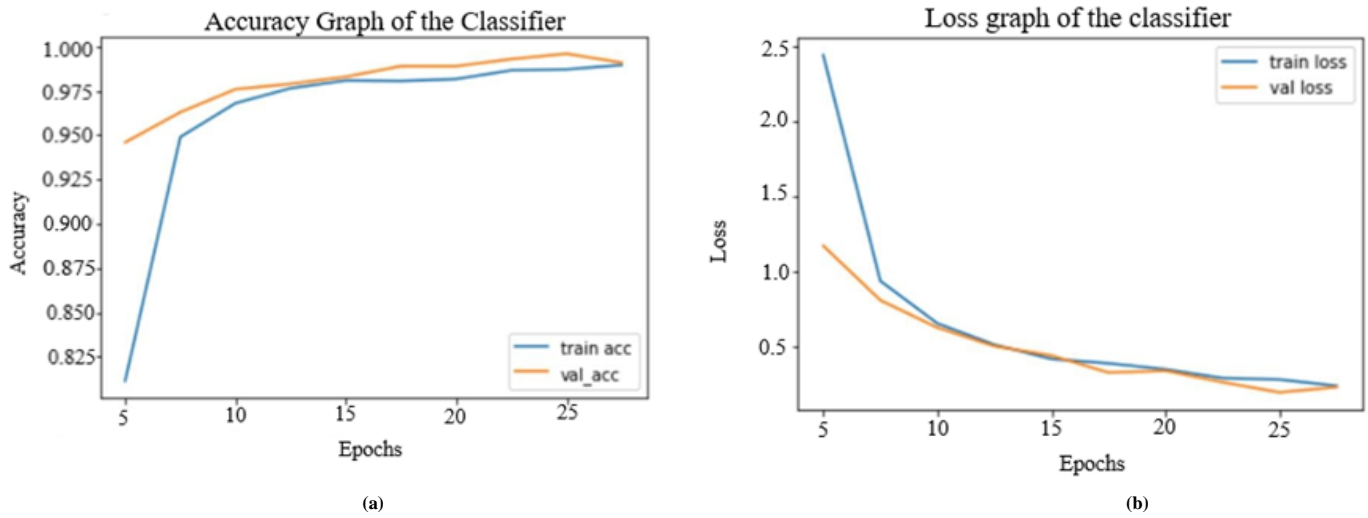 Accuracy Graph of the Classifier
1.000
0.975
0.950
0.925
0.900
0.875
0.850
0.825
Accuracy
train acc
val_acc
5
10
15
20
25
Epochs
(a)
Loss graph of the classifier
2.5
2.0
1.5
1.0
0.5
Loss
train loss
val loss
5
10
15
20
25
Epochs
(b)